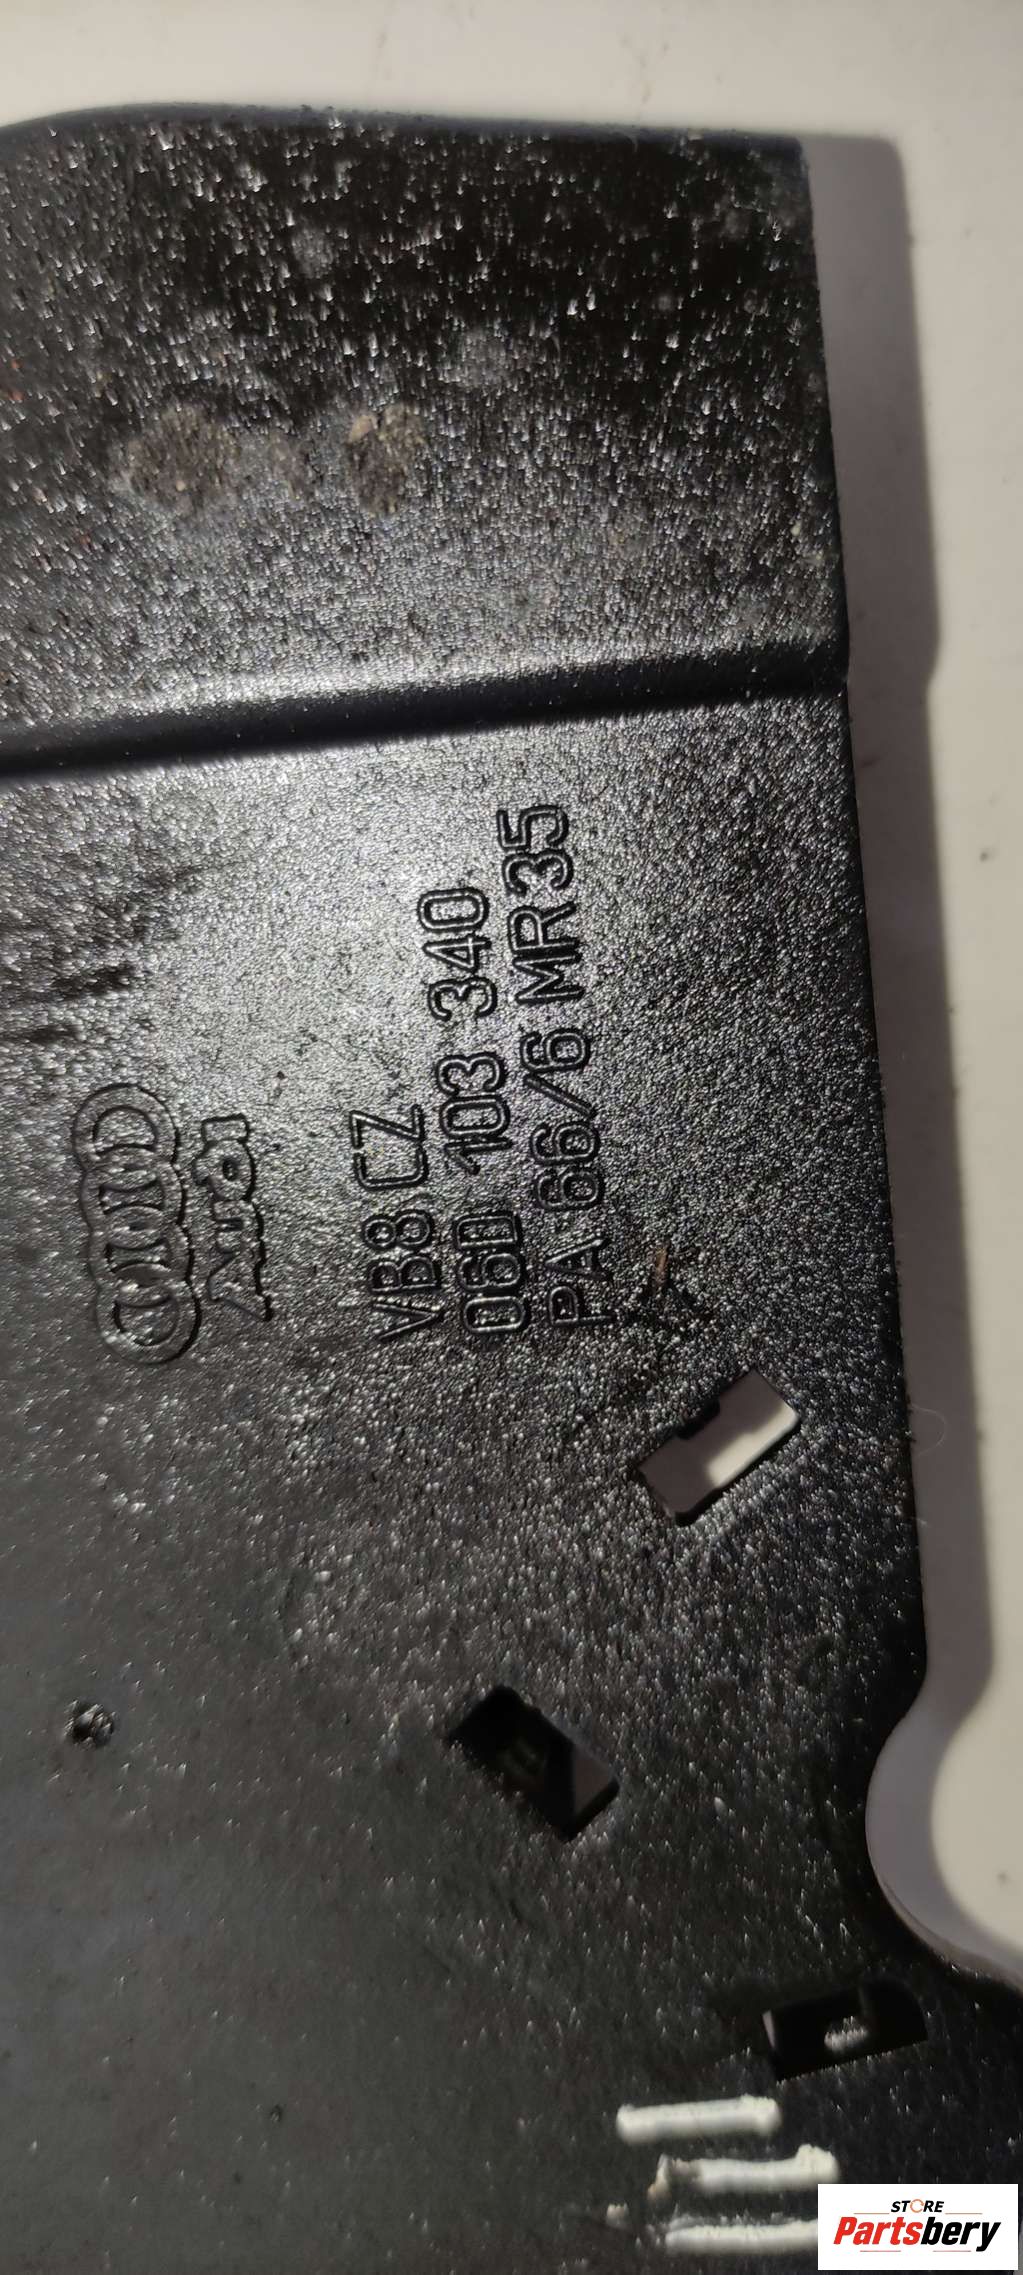 Audi
VB8 CZ
06D 103 340
PA 66/6 MR35
STORE
Partsbery